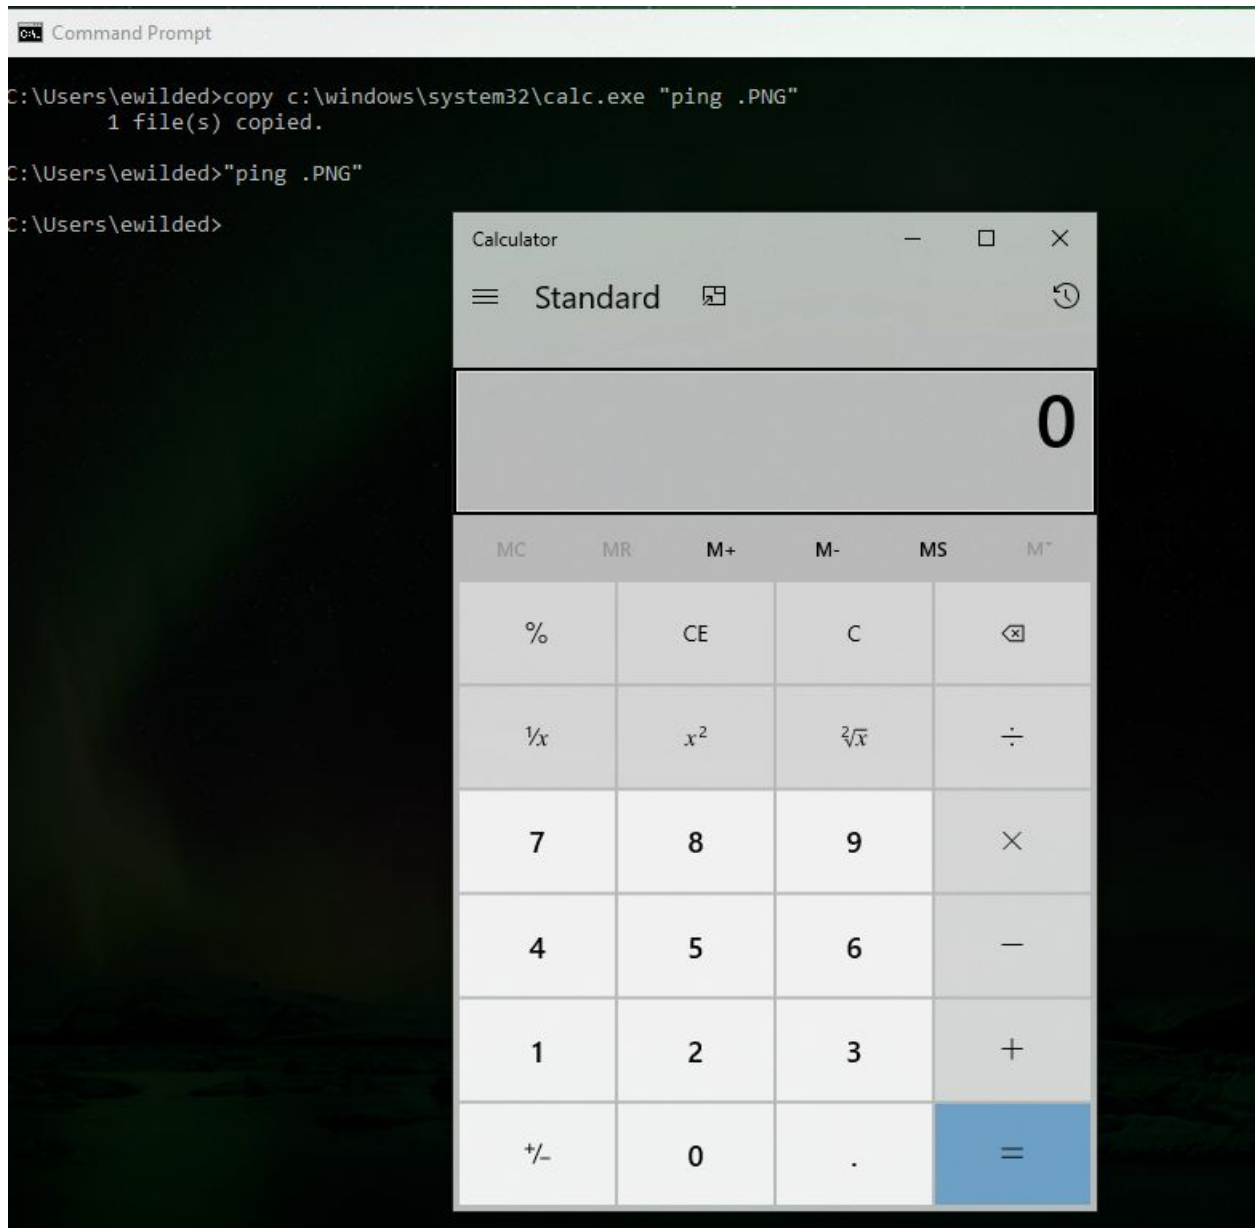 Command Prompt
C:\Users\ewilded>copy c:\windows\system32\calc.exe "ping .PNG"
1 file(s) copied.
C:\Users\ewilded>"ping .PNG"
C:\Users\ewilded>
Calculator
Standard
0
MC MR M+ M- MS M˅
% CE C
¹/x x² ²√x ÷
7 8 9 ×
4 5 6 −
1 2 3 +
+/− 0 . =